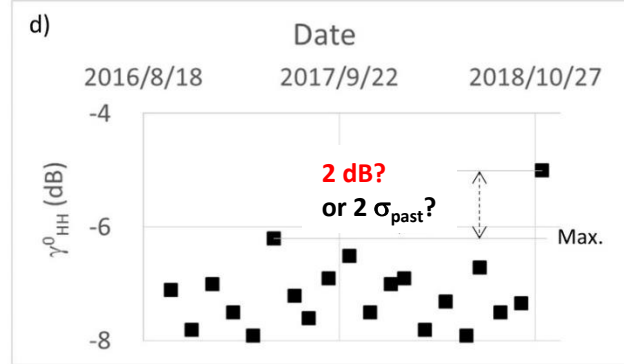 d)
Date
2016/8/18 2017/9/22 2018/10/27
-4
2 dB?
or 2 σpast?
-6
Max.
-8
γ⁰HH (dB)